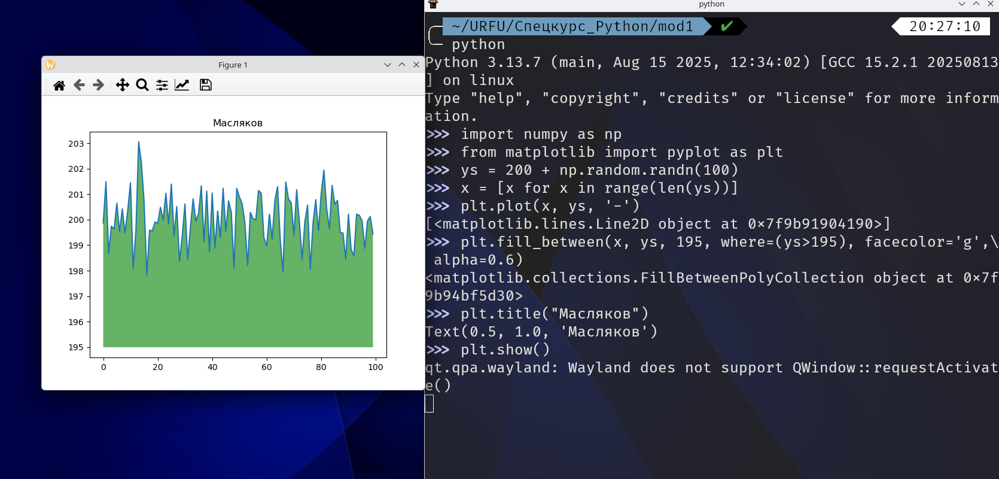 Figure 1
Масляков
203
202
201
200
199
198
197
196
195
0 20 40 60 80 100
python
~/URFU/Спецкурс_Python/mod1 ✔ 20:27:10
python
Python 3.13.7 (main, Aug 15 2025, 12:34:02) [GCC 15.2.1 20250813
] on linux
Type "help", "copyright", "credits" or "license" for more inform
ation.
>>> import numpy as np
>>> from matplotlib import pyplot as plt
>>> ys = 200 + np.random.randn(100)
>>> x = [x for x in range(len(ys))]
>>> plt.plot(x, ys, '-')
[<matplotlib.lines.Line2D object at 0x7f9b91904190>]
>>> plt.fill_between(x, ys, 195, where=(ys>195), facecolor='g',\
alpha=0.6)
<matplotlib.collections.FillBetweenPolyCollection object at 0x7f
9b94bf5d30>
>>> plt.title("Масляков")
Text(0.5, 1.0, 'Масляков')
>>> plt.show()
qt.qpa.wayland: Wayland does not support QWindow::requestActivat
e()